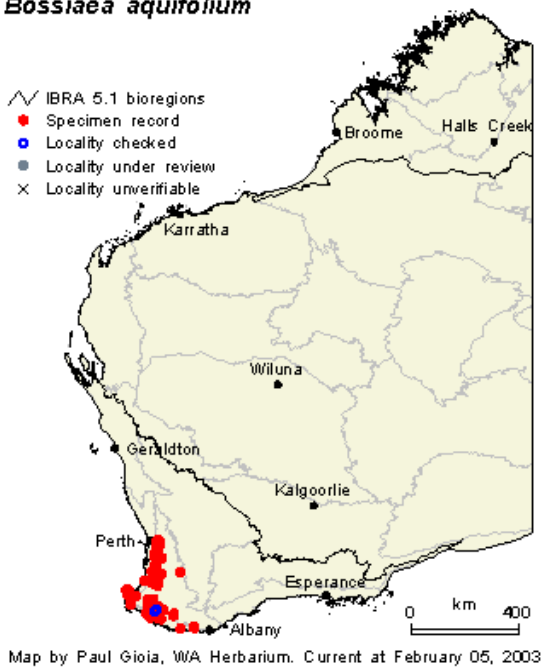 Bossiaea aquifolium
IBRA 5.1 bioregions
Specimen record
Locality checked
Locality under review
Locality unverifiable
Broome
Halls Creek
Karratha
Wiluna
Geraldton
Kalgoorlie
Perth
Esperance
Albany
0 km 400
Map by Paul Gioia, WA Herbarium. Current at February 05, 2003